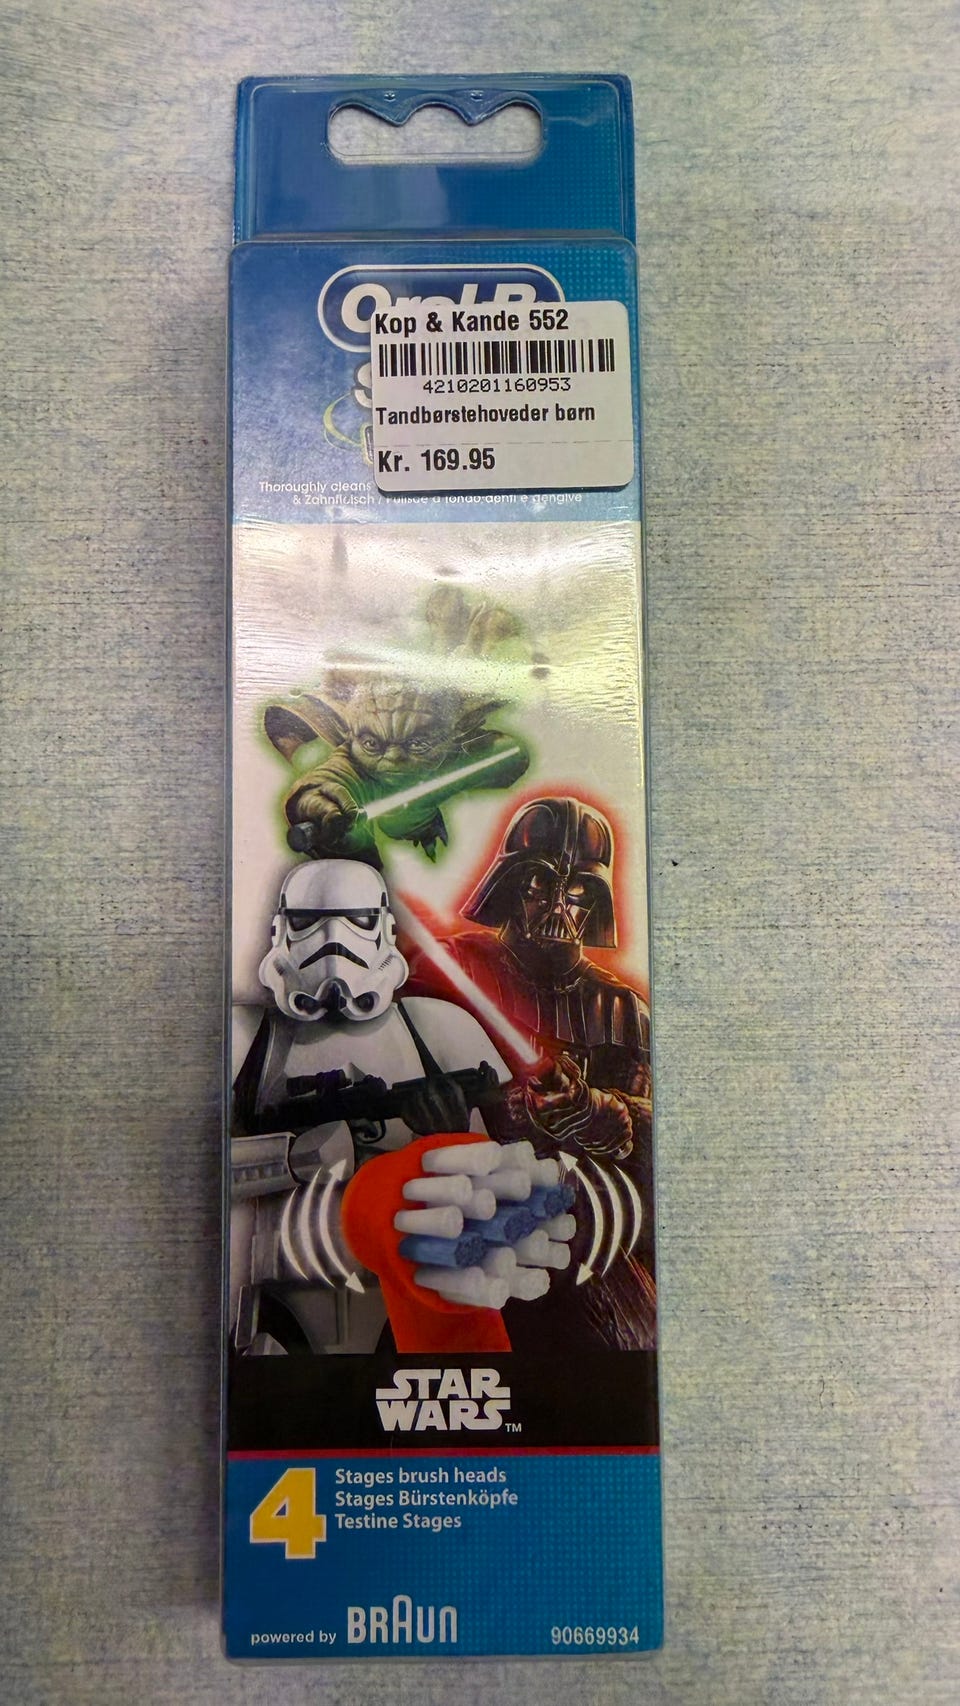 Kop & Kande 552
4210201160953
Tandbørstehoveder børn
Kr. 169.95
Thoroughly cleans
& Zahnfleisch / Pulisce a fondo denti e gengive
STAR
WARS™
4
Stages brush heads
Stages Bürstenköpfe
Testine Stages
powered by BRAUN
90669934